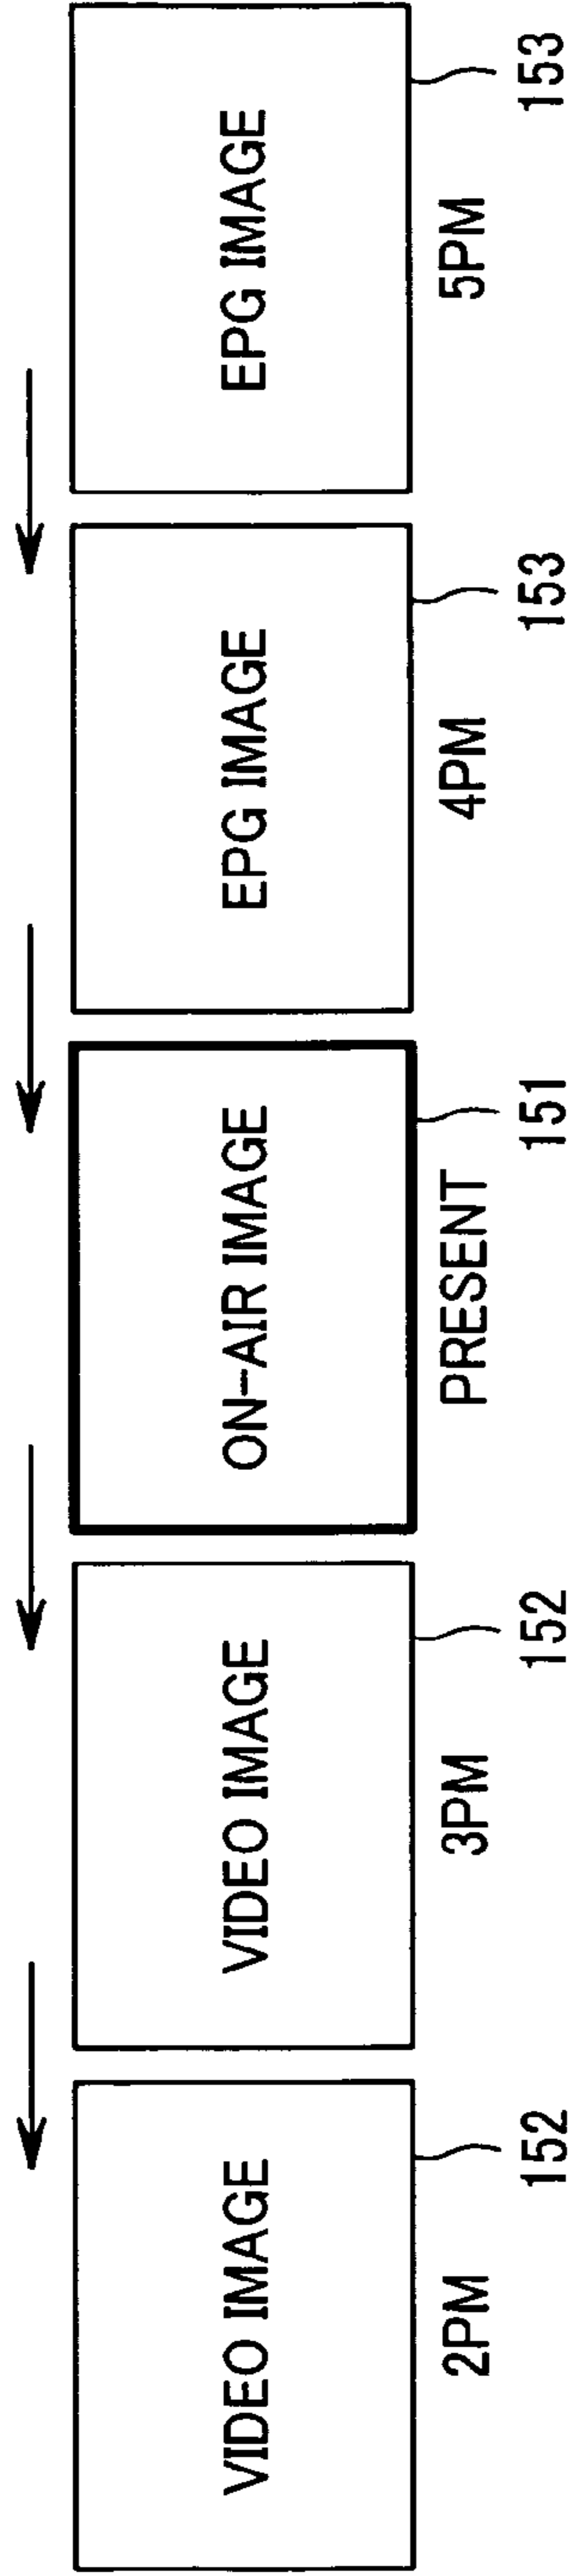 VIDEO IMAGE
VIDEO IMAGE
ON-AIR IMAGE
EPG IMAGE
EPG IMAGE
152
152
151
153
153
2PM
3PM
PRESENT
4PM
5PM